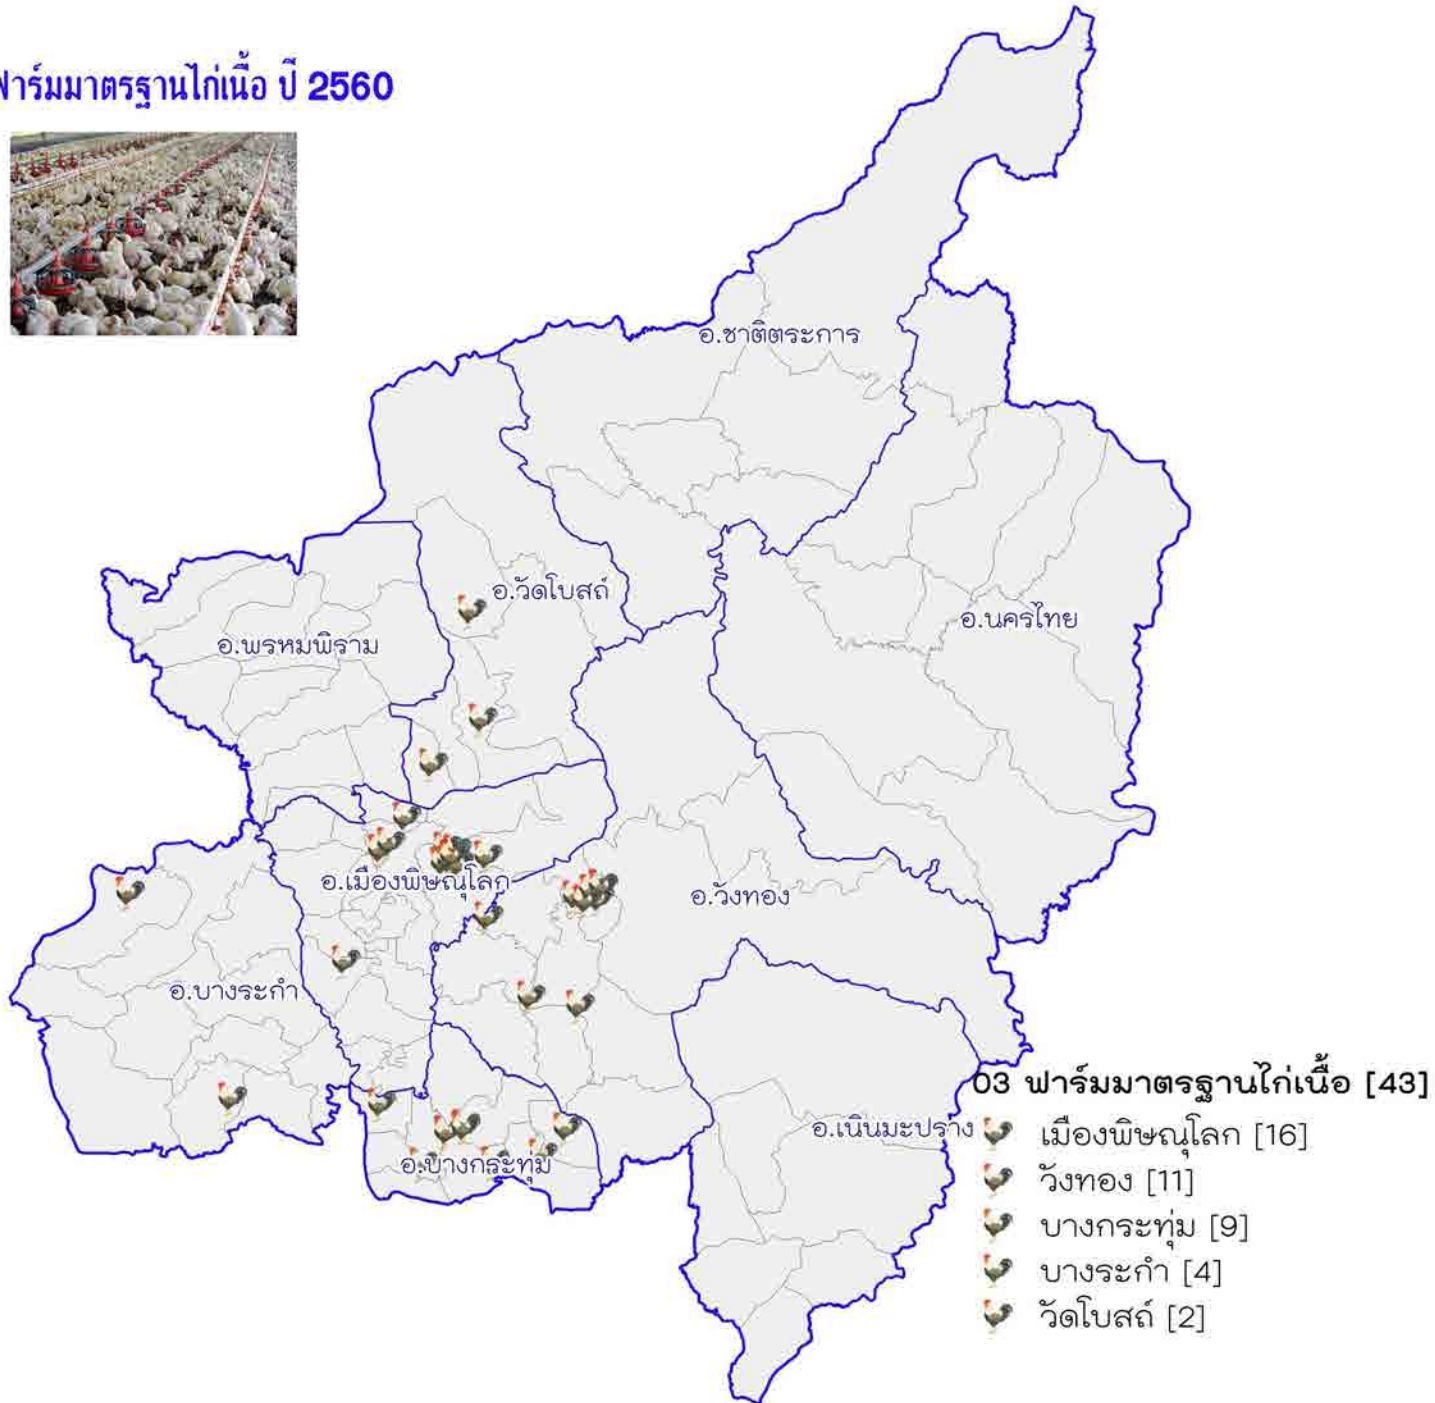 ฟาร์มมาตรฐานไก่เนื้อ ปี 2560
อ.ชาติตระการ
อ.วัดโบสถ์
อ.นครไทย
อ.พรหมพิราม
อ.เมืองพิษณุโลก
อ.วังทอง
อ.บางระกำ
อ.เนินมะปราง
อ.บางกระทุ่ม
03 ฟาร์มมาตรฐานไก่เนื้อ [43]
เมืองพิษณุโลก [16]
วังทอง [11]
บางกระทุ่ม [9]
บางระกำ [4]
วัดโบสถ์ [2]